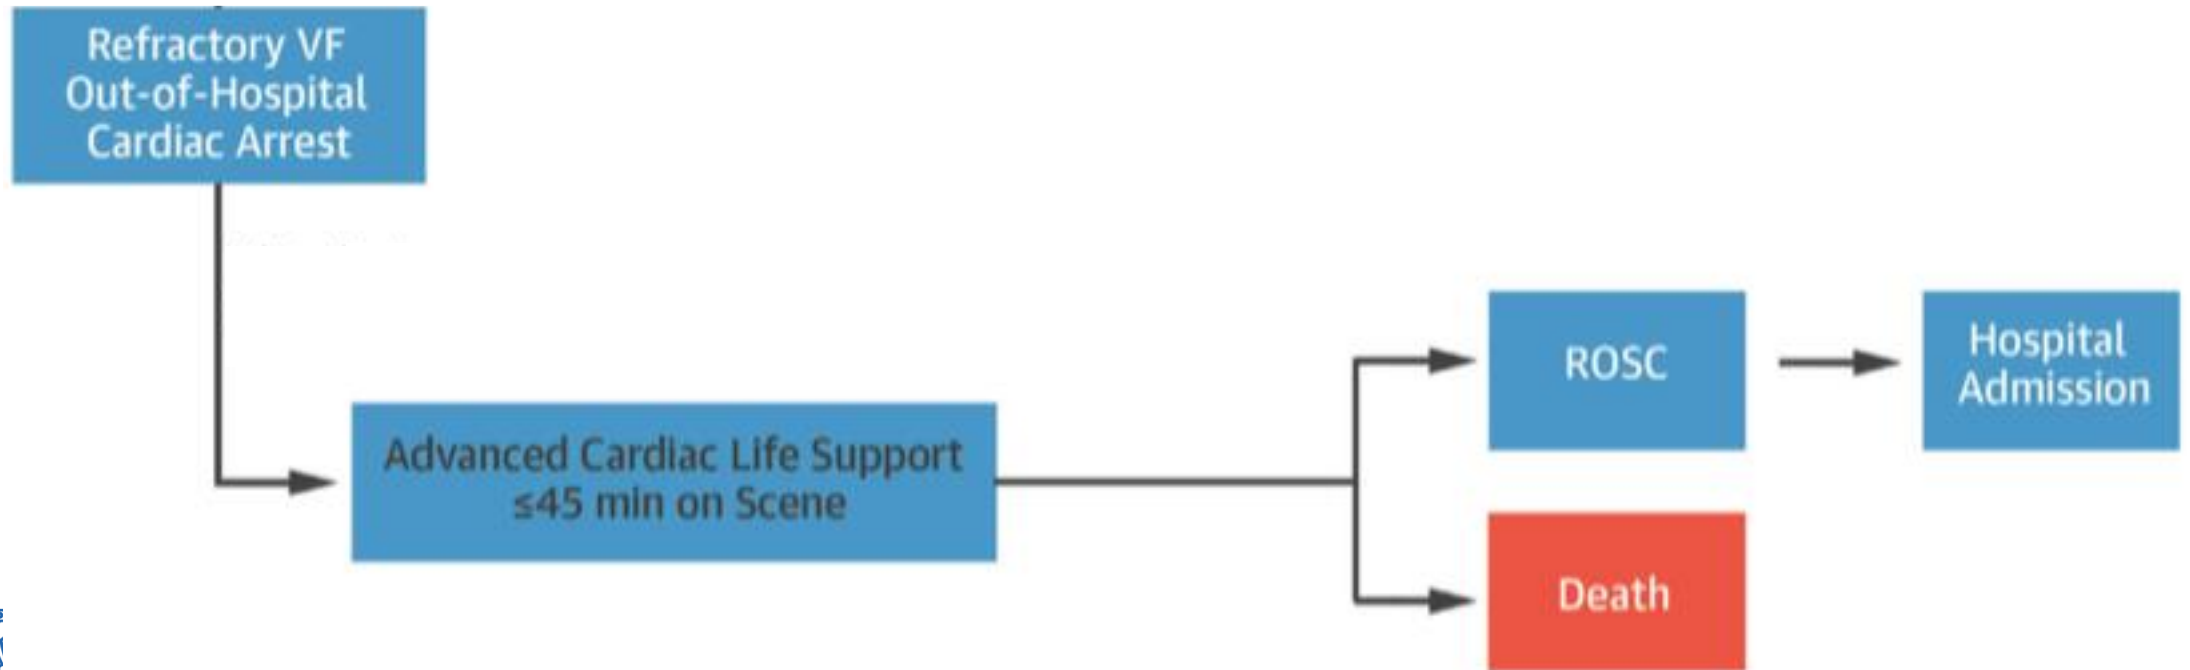 Refractory VF
Out-of-Hospital
Cardiac Arrest
Advanced Cardiac Life Support
≤45 min on Scene
ROSC
Hospital
Admission
Death